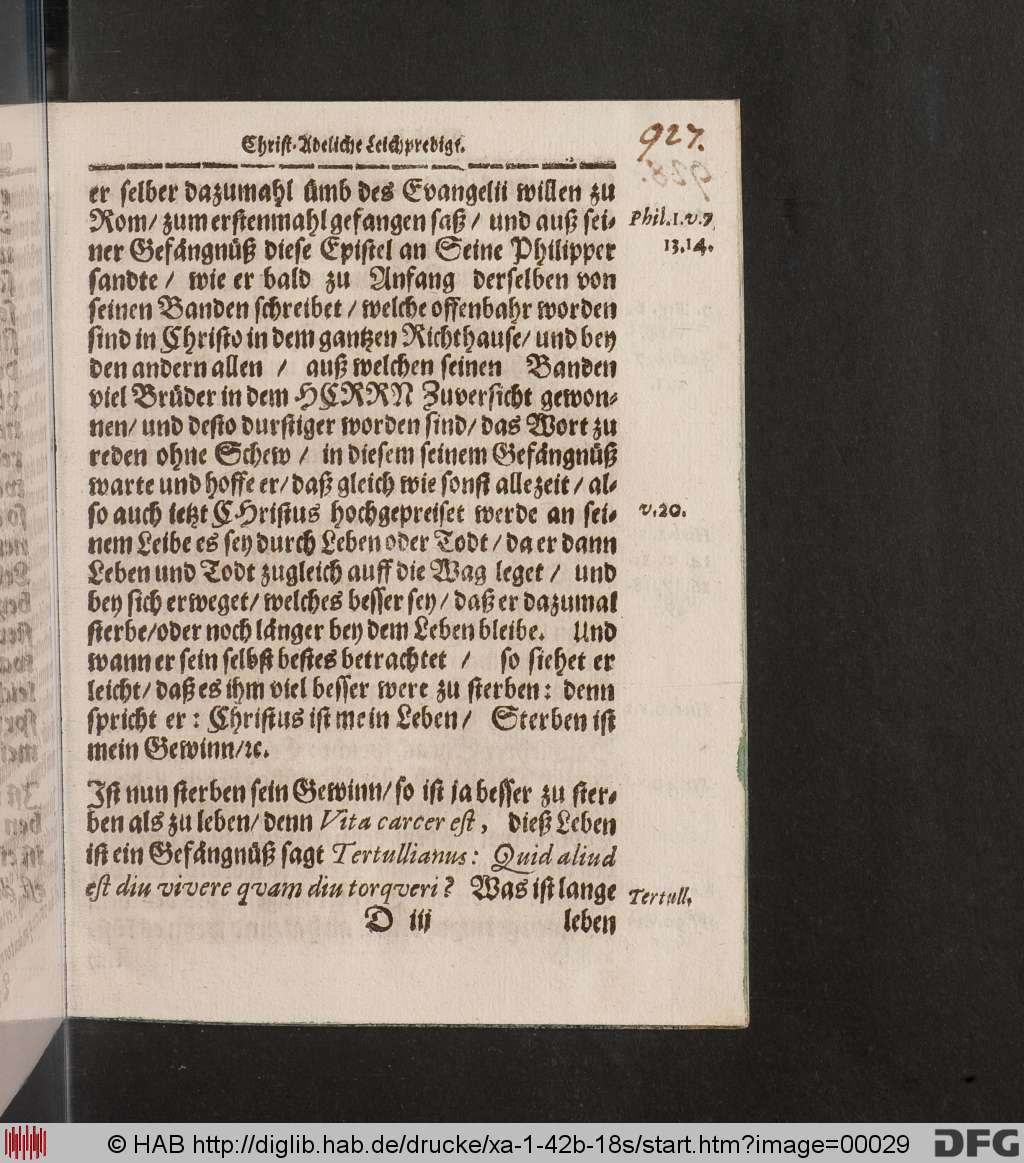 Christ-Adeliche Leichpredigt.
927.
er selber dazumahl ümb des Evangelii willen zu
Rom/ zum erstenmahl gefangen saß/ und auß sei-
Phil.1.v.7,
ner Gefängnüß diese Epistel an Seine Philipper
13.14.
sandte/ wie er bald zu Anfang derselben von
seinen Banden schreibet/ welche offenbahr worden
sind in Christo in dem gantzen Richthause/ und bey
den andern allen/ auß welchen seinen Banden
viel Brüder in dem HERRN Zuversicht gewon-
nen/ und desto durstiger worden sind/ das Wort zu
reden ohne Schew/ in diesem seinem Gefängnüß
warte und hoffe er/ daß gleich wie sonst allezeit/ al-
so auch ietzt CHristus hochgepreiset werde an sei-
v.20.
nem Leibe es sey durch Leben oder Todt/ da er dann
Leben und Todt zugleich auff die Wag leget/ und
bey sich erweget/ welches besser sey/ daß er dazumal
sterbe/oder noch länger bey dem Leben bleibe. Und
wann er sein selbst bestes betrachtet/ so siehet er
leicht/ daß es ihm viel besser were zu sterben: denn
spricht er: Christus ist mein Leben/ Sterben ist
mein Gewinn/ꝛc.
Ist nun sterben sein Gewinn/ so ist ja besser zu ster-
ben als zu leben/ denn Vita carcer est, dieß Leben
ist ein Gefängnüß sagt Tertullianus: Quid aliud
est diu vivere qvam diu torqveri? Was ist lange
Tertull.
D iij leben
© HAB http://diglib.hab.de/drucke/xa-1-42b-18s/start.htm?image=00029
DFG